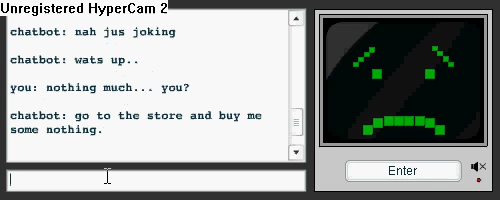 Unregistered HyperCam 2
chatbot: nah jus joking
chatbot: wats up..
you: nothing much... you?
chatbot: go to the store and buy me
some nothing.
Enter